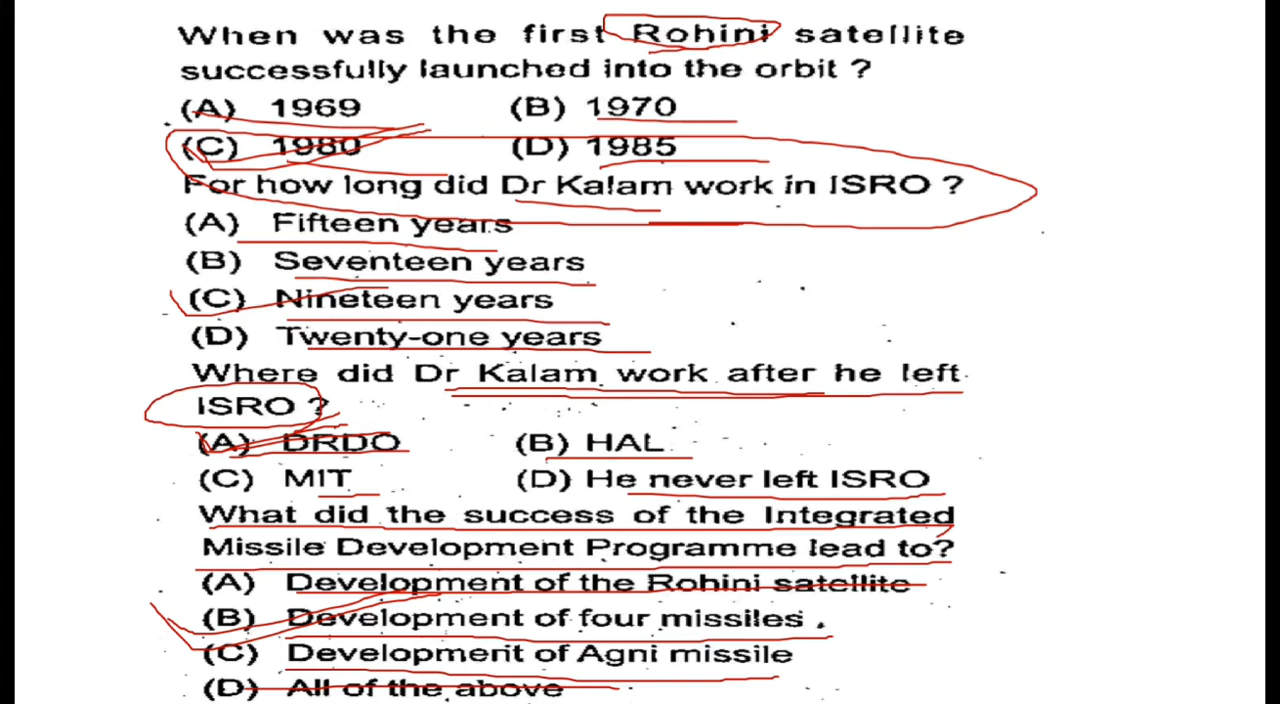 When was the first Rohini satellite
successfully launched into the orbit ?
(A) 1969 (B) 1970
(C) 1980 (D) 1985
For how long did Dr Kalam work in ISRO ?
(A) Fifteen years
(B) Seventeen years
(C) Nineteen years
(D) Twenty-one years
Where did Dr Kalam work after he left
ISRO ?
(A) DRDO (B) HAL
(C) MIT (D) He never left ISRO
What did the success of the Integrated
Missile Development Programme lead to?
(A) Development of the Rohini satellite
(B) Development of four missiles .
(C) Development of Agni missile
(D) All of the above